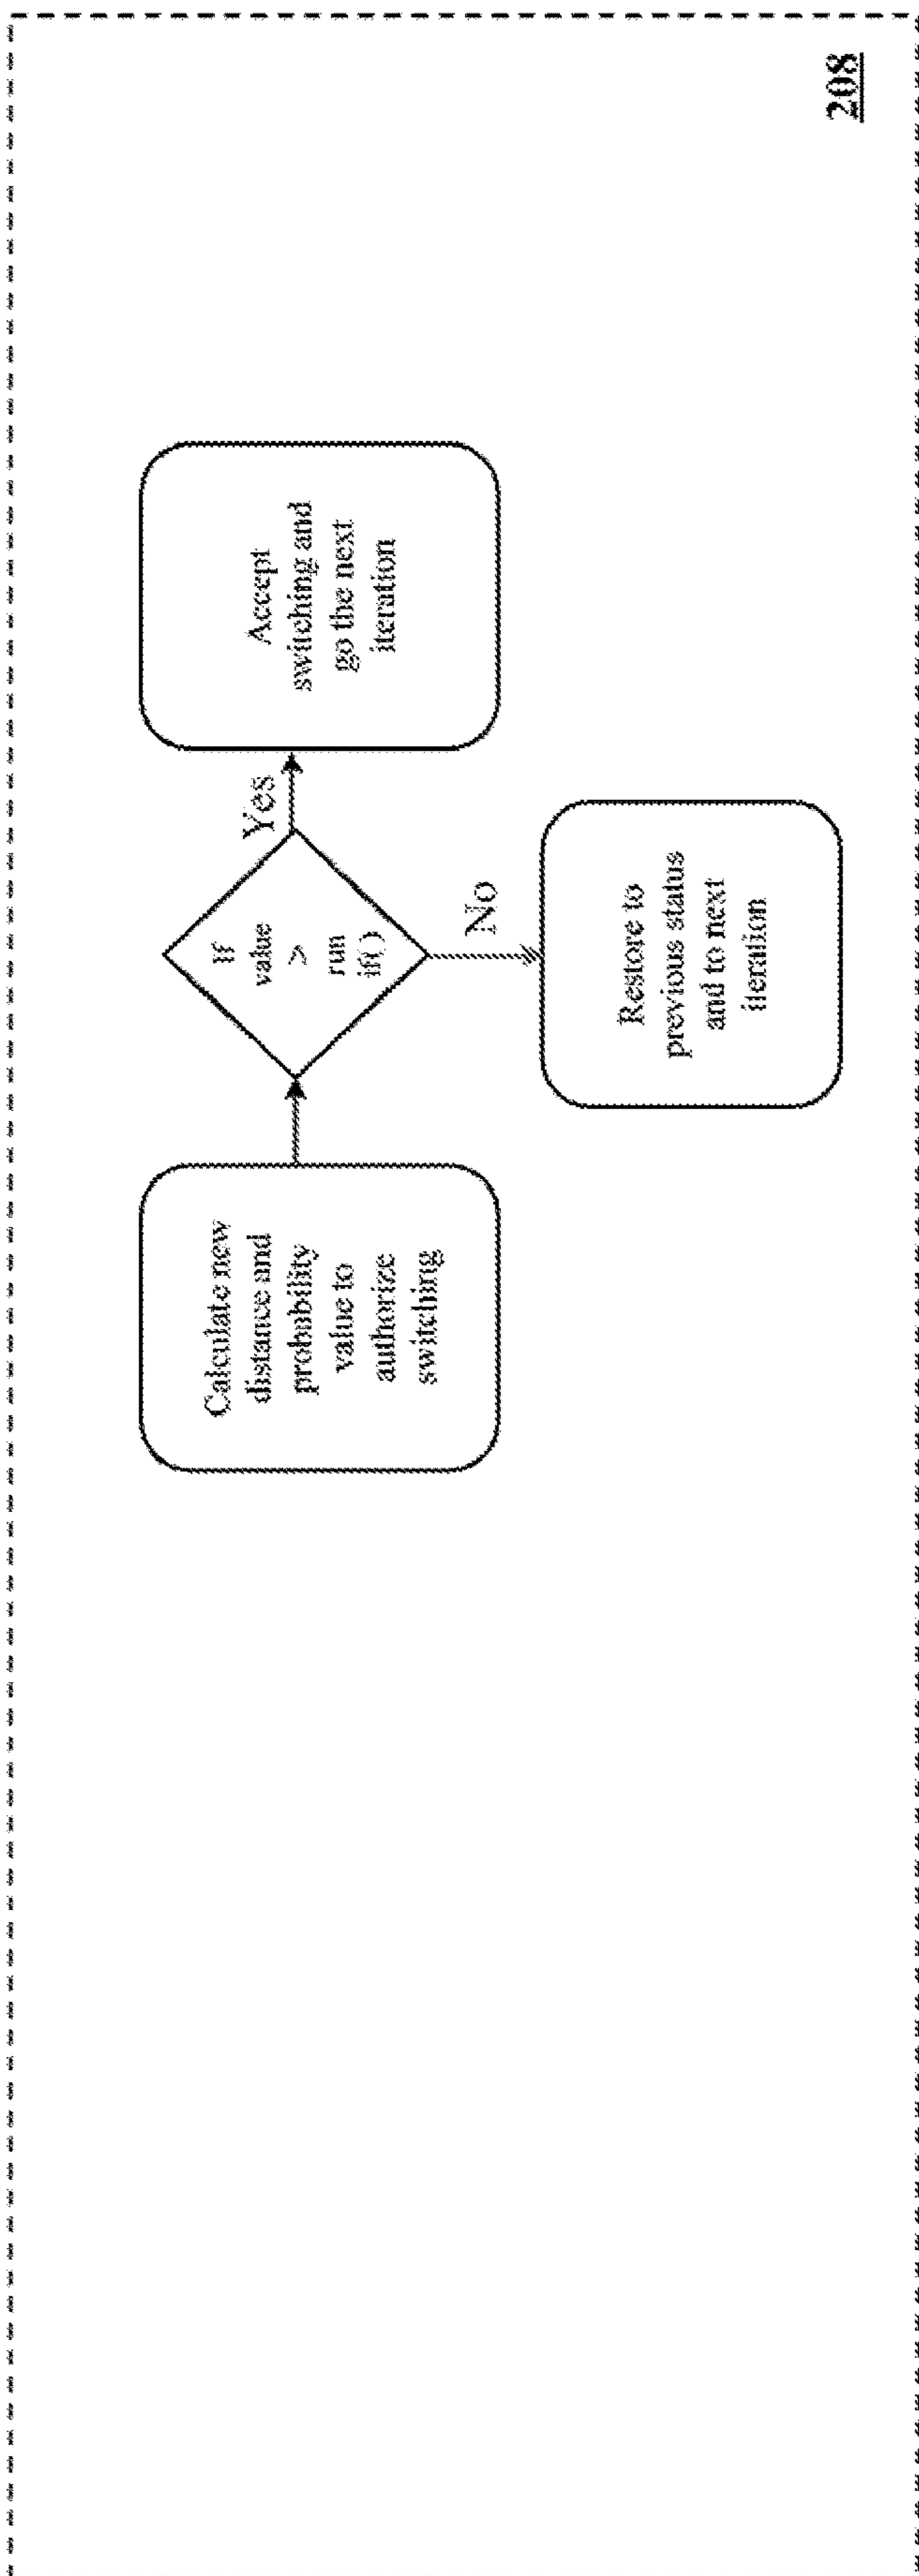 Calculate new
distance and
probability
value to
authorize
switching
If
value
>
run
if()
Yes
Accept
switching and
go the next
iteration
No
Restore to
previous status
and to next
iteration
208